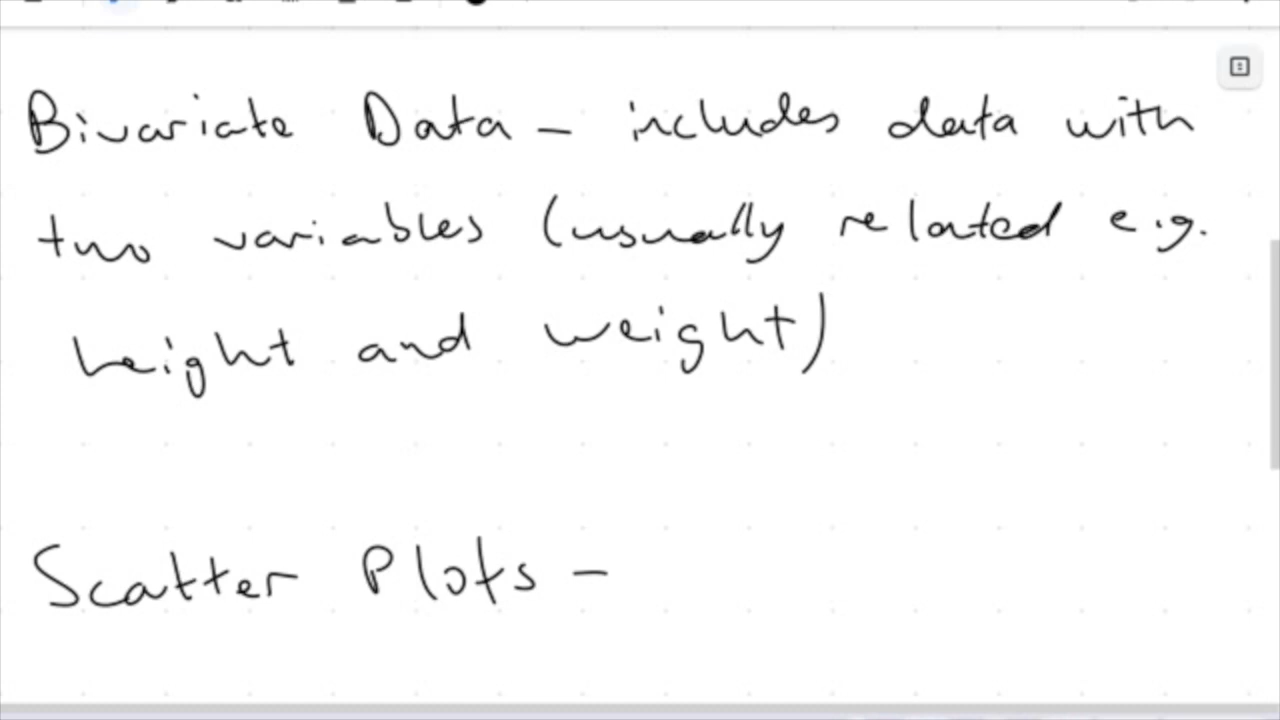 Bivariate Data - includes data with
two variables (usually related e.g.
height and weight)
Scatter Plots -